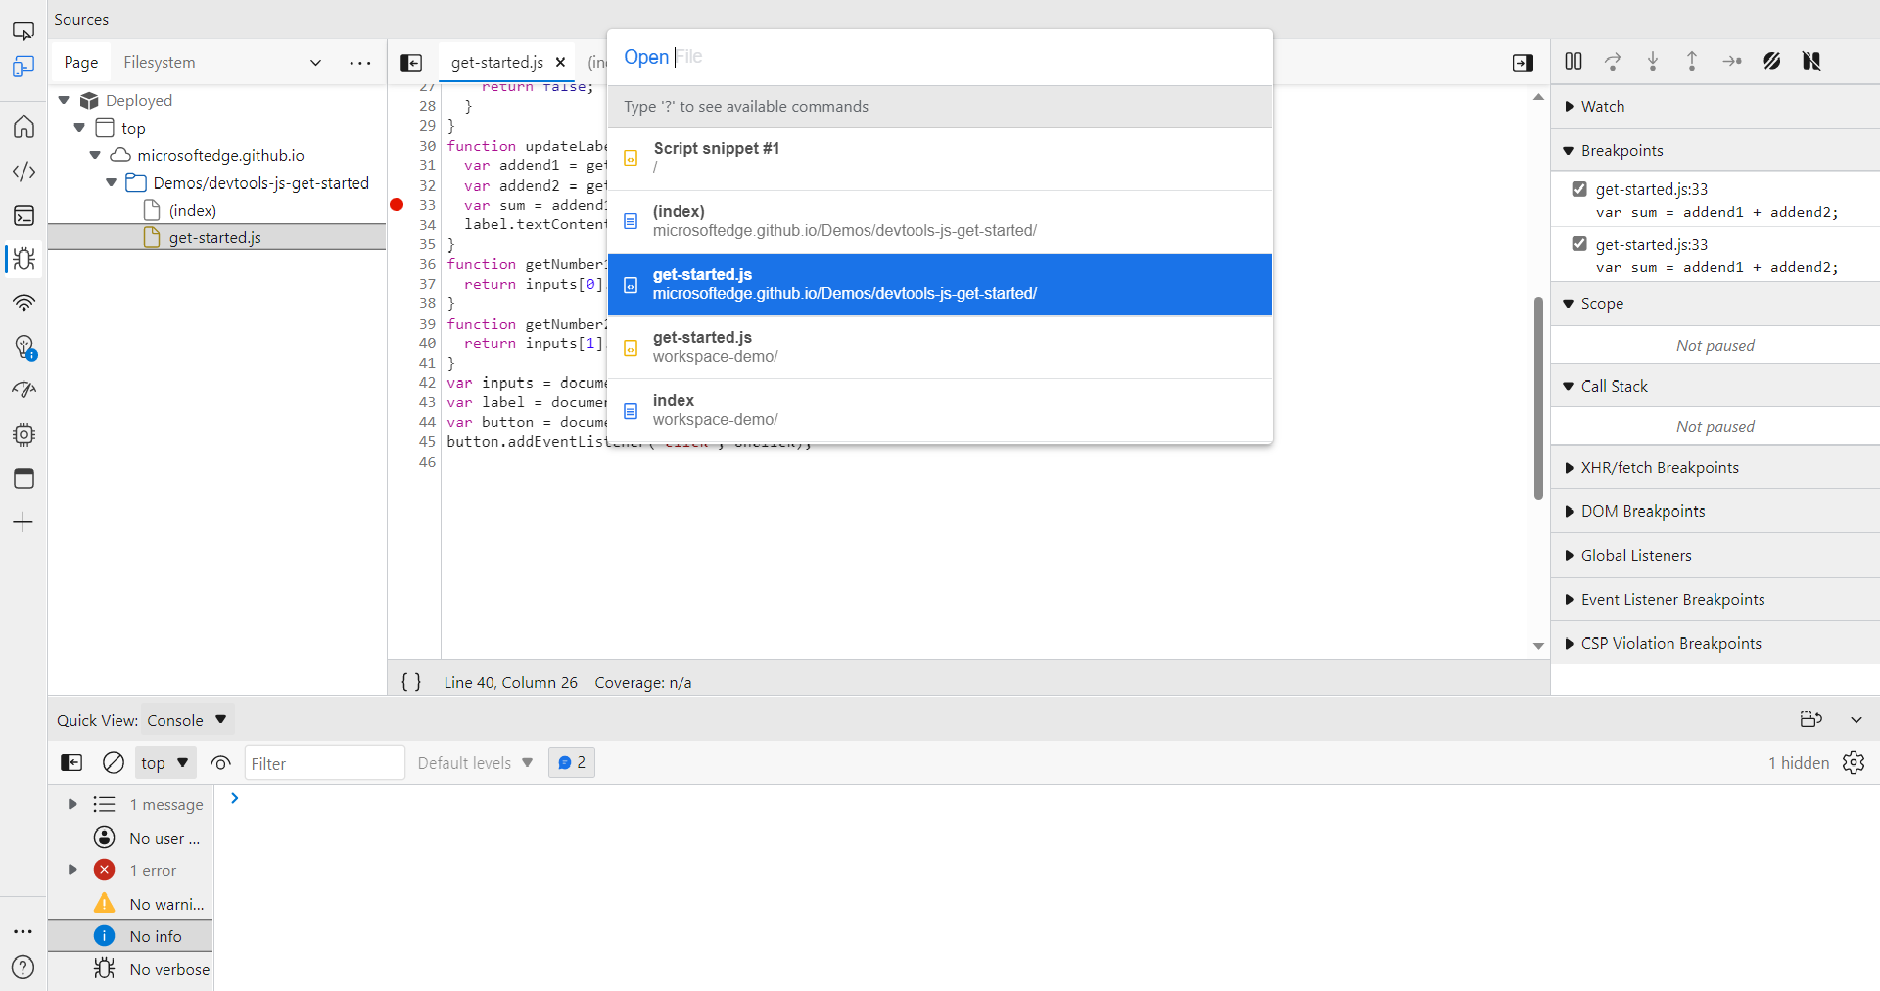 Sources
Page
Filesystem
Deployed
top
microsoftedge.github.io
Demos/devtools-js-get-started
(index)
get-started.js
get-started.js
27 return false;
28 }
29 }
30 function updateLabe
31 var addend1 = get
32 var addend2 = get
33 var sum = addend1
34 label.textContent
35 }
36 function getNumber1
37 return inputs[0].
38 }
39 function getNumber2
40 return inputs[1].
41 }
42 var inputs = documen
43 var label = documen
44 var button = docume
45 button.addEventListener('click', onClick);
46
Line 40, Column 26 Coverage: n/a
Open File
Type '?' to see available commands
Script snippet #1
/
(index)
microsoftedge.github.io/Demos/devtools-js-get-started/
get-started.js
microsoftedge.github.io/Demos/devtools-js-get-started/
get-started.js
workspace-demo/
index
workspace-demo/
Watch
Breakpoints
get-started.js:33
var sum = addend1 + addend2;
get-started.js:33
var sum = addend1 + addend2;
Scope
Not paused
Call Stack
Not paused
XHR/fetch Breakpoints
DOM Breakpoints
Global Listeners
Event Listener Breakpoints
CSP Violation Breakpoints
Quick View: Console
top
Filter
Default levels
2
1 hidden
1 message
No user ...
1 error
No warni...
No info
No verbose